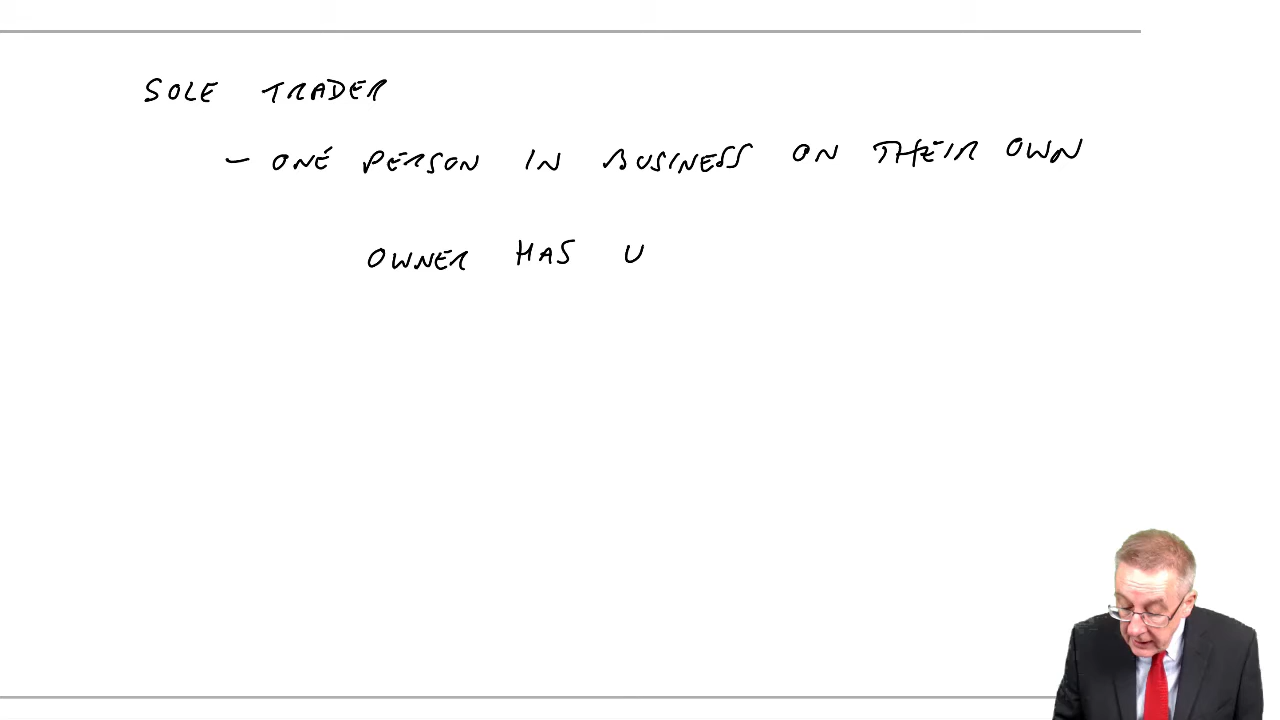 SOLE TRADER
- ONE PERSON IN BUSINESS ON THEIR OWN
OWNER HAS U